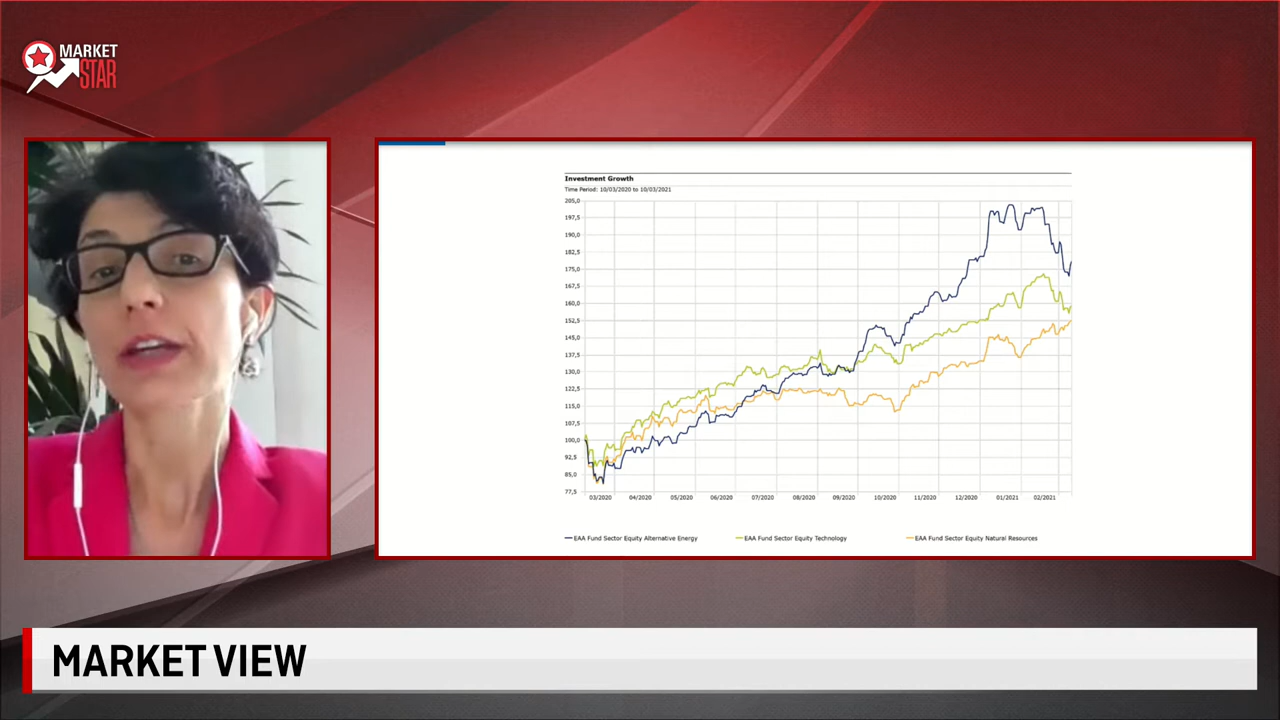 MARKET
STAR
Investment Growth
Time Period: 10/03/2020 to 10/03/2021
205,0
197,5
190,0
182,5
175,0
167,5
160,0
152,5
145,0
137,5
130,0
122,5
115,0
107,5
100,0
92,5
85,0
77,5
03/2020 04/2020 05/2020 06/2020 07/2020 08/2020 09/2020 10/2020 11/2020 12/2020 01/2021 02/2021
EAA Fund Sector Equity Alternative Energy EAA Fund Sector Equity Technology EAA Fund Sector Equity Natural Resources
MARKET VIEW